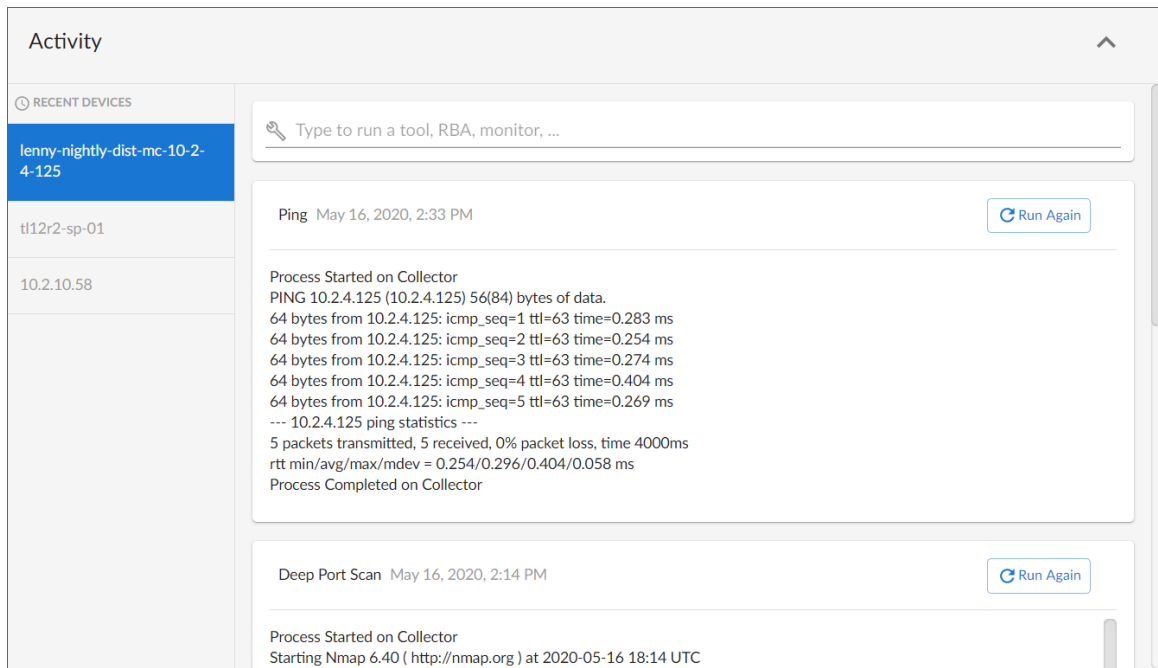 Activity
RECENT DEVICES
lenny-nightly-dist-mc-10-2-
4-125
tl12r2-sp-01
10.2.10.58
Type to run a tool, RBA, monitor, ...
Ping May 16, 2020, 2:33 PM
Run Again
Process Started on Collector
PING 10.2.4.125 (10.2.4.125) 56(84) bytes of data.
64 bytes from 10.2.4.125: icmp_seq=1 ttl=63 time=0.283 ms
64 bytes from 10.2.4.125: icmp_seq=2 ttl=63 time=0.254 ms
64 bytes from 10.2.4.125: icmp_seq=3 ttl=63 time=0.274 ms
64 bytes from 10.2.4.125: icmp_seq=4 ttl=63 time=0.404 ms
64 bytes from 10.2.4.125: icmp_seq=5 ttl=63 time=0.269 ms
--- 10.2.4.125 ping statistics ---
5 packets transmitted, 5 received, 0% packet loss, time 4000ms
rtt min/avg/max/mdev = 0.254/0.296/0.404/0.058 ms
Process Completed on Collector
Deep Port Scan May 16, 2020, 2:14 PM
Run Again
Process Started on Collector
Starting Nmap 6.40 ( http://nmap.org ) at 2020-05-16 18:14 UTC